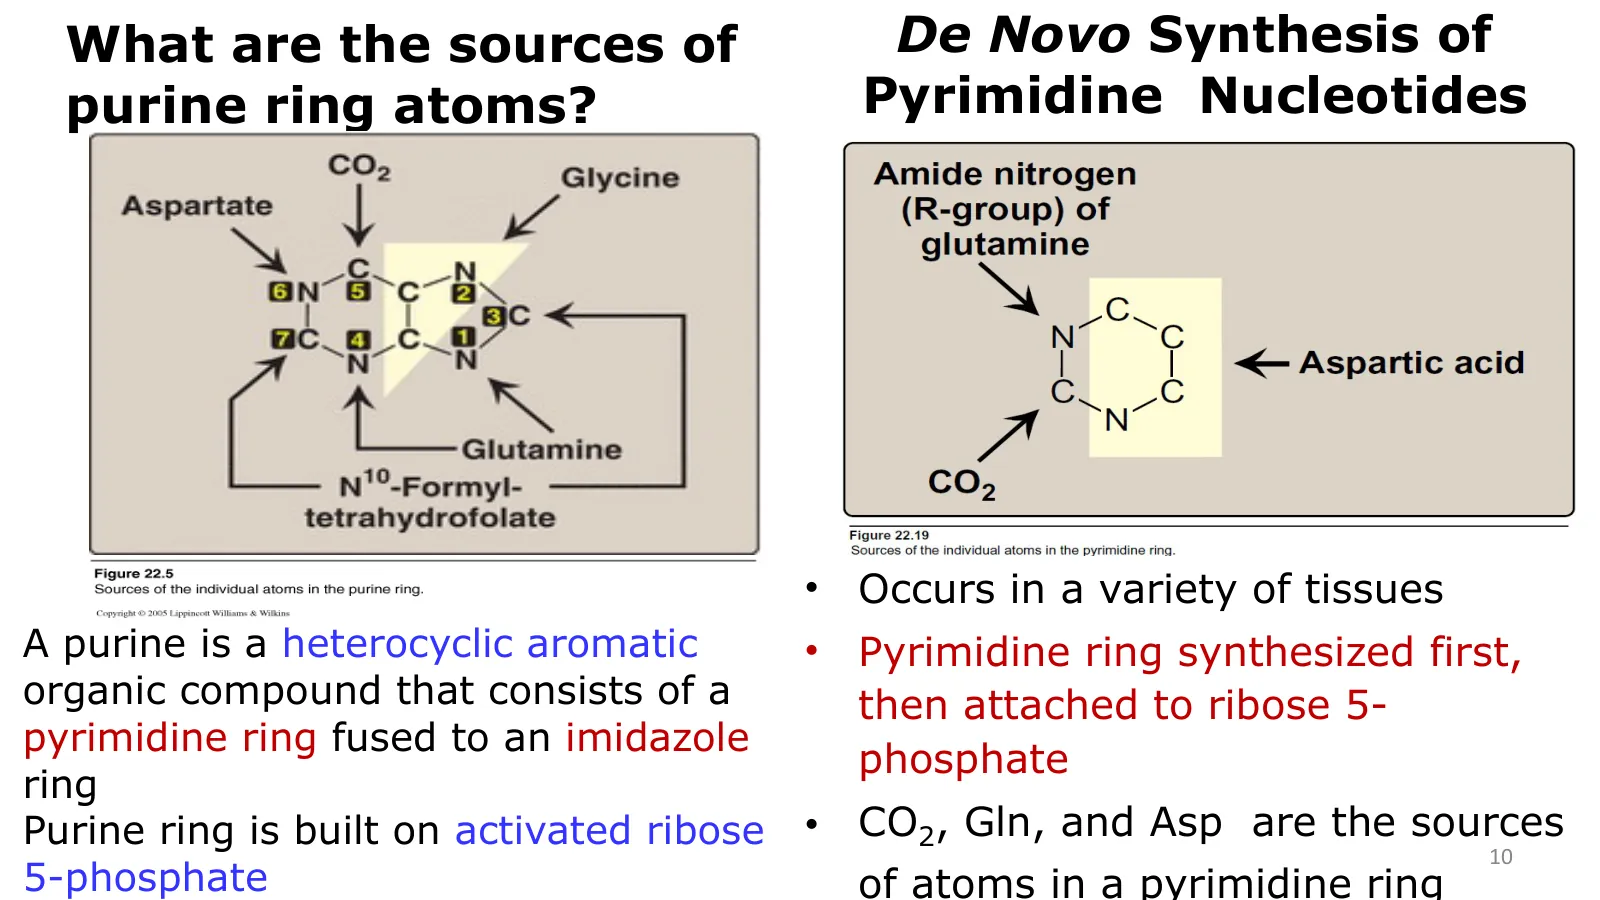 What are the sources of
purine ring atoms?
CO2
Glycine
Aspartate
C
N
6 N
5
C
2
3 C
7 C
4
C
1
N
N
Glutamine
N10-Formyl-
tetrahydrofolate
Figure 22.5
Sources of the individual atoms in the purine ring.
Copyright © 2005 Lippincott Williams & Wilkins
A purine is a heterocyclic aromatic
organic compound that consists of a
pyrimidine ring fused to an imidazole
ring
Purine ring is built on activated ribose
5-phosphate
De Novo Synthesis of
Pyrimidine Nucleotides
Amide nitrogen
(R-group) of
glutamine
C
N
C
Aspartic acid
C
C
N
CO2
Figure 22.19
Sources of the individual atoms in the pyrimidine ring.
• Occurs in a variety of tissues
• Pyrimidine ring synthesized first,
then attached to ribose 5-
phosphate
• CO2, Gln, and Asp are the sources
of atoms in a pyrimidine ring
10